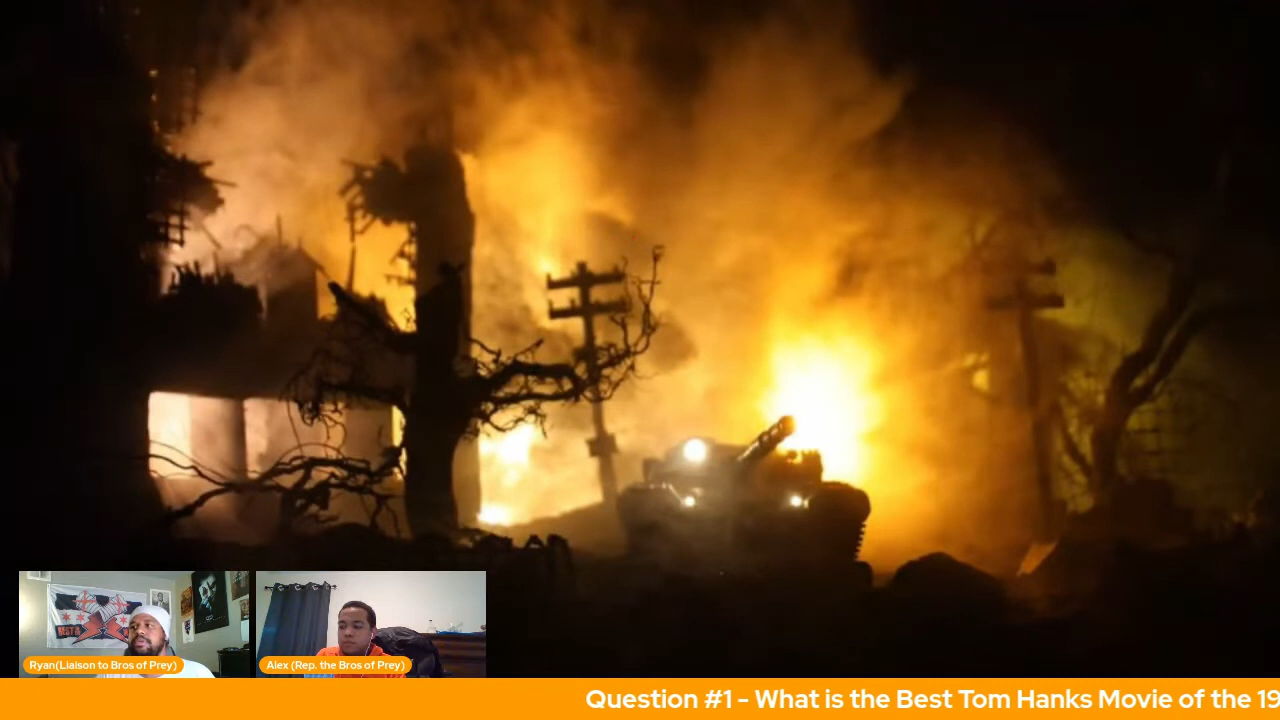 Ryan(Liaison to Bros of Prey)
Alex (Rep. the Bros of Prey)
Question #1 - What is the Best Tom Hanks Movie of the 19